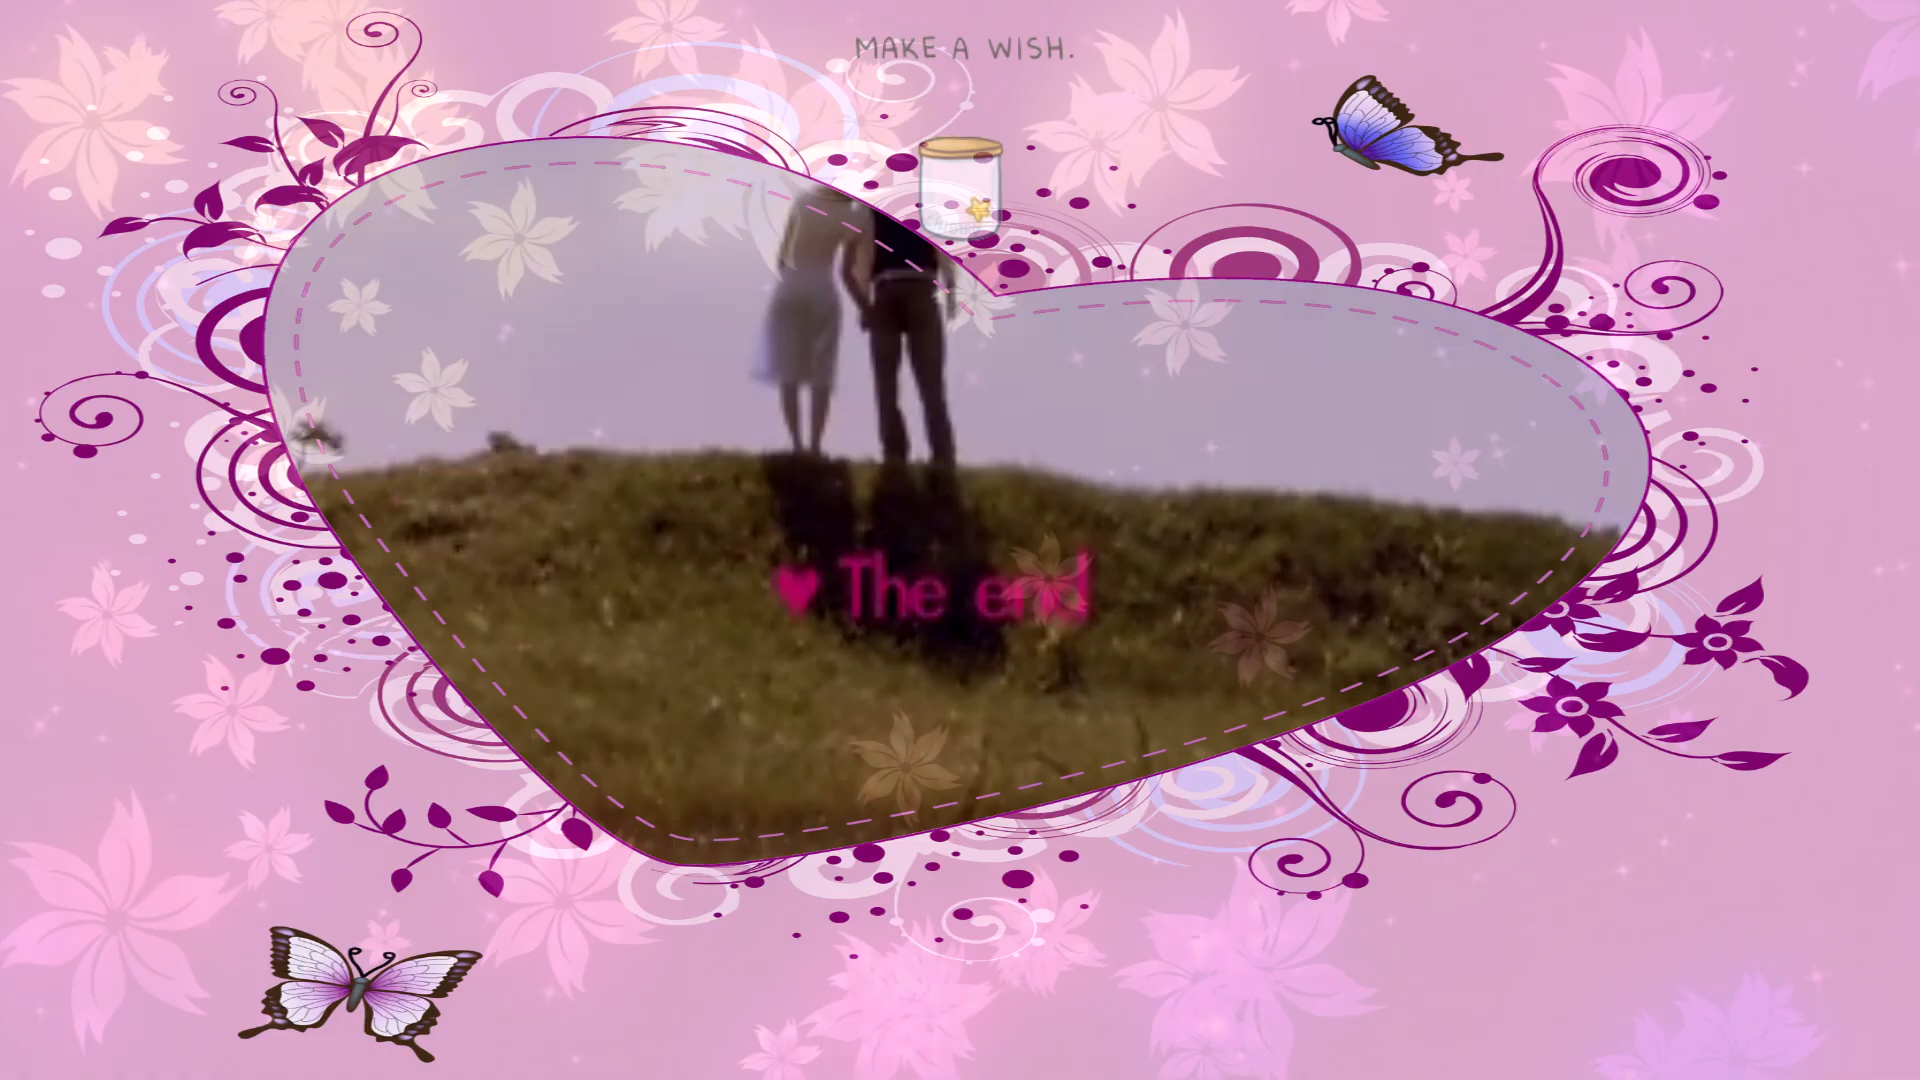 MAKE A WISH.
♥ The end